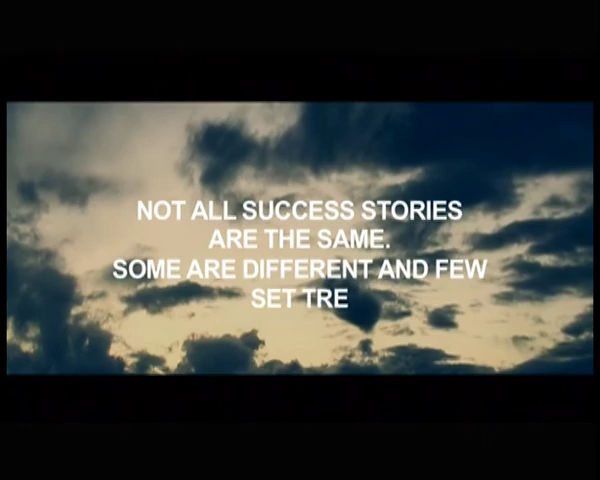 NOT ALL SUCCESS STORIES
ARE THE SAME.
SOME ARE DIFFERENT AND FEW
SET TRE